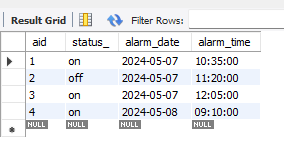 Result Grid Filter Rows:
aid status_ alarm_date alarm_time
1 on 2024-05-07 10:35:00
2 off 2024-05-07 11:20:00
3 on 2024-05-07 12:05:00
4 on 2024-05-08 09:10:00
NULL NULL NULL NULL